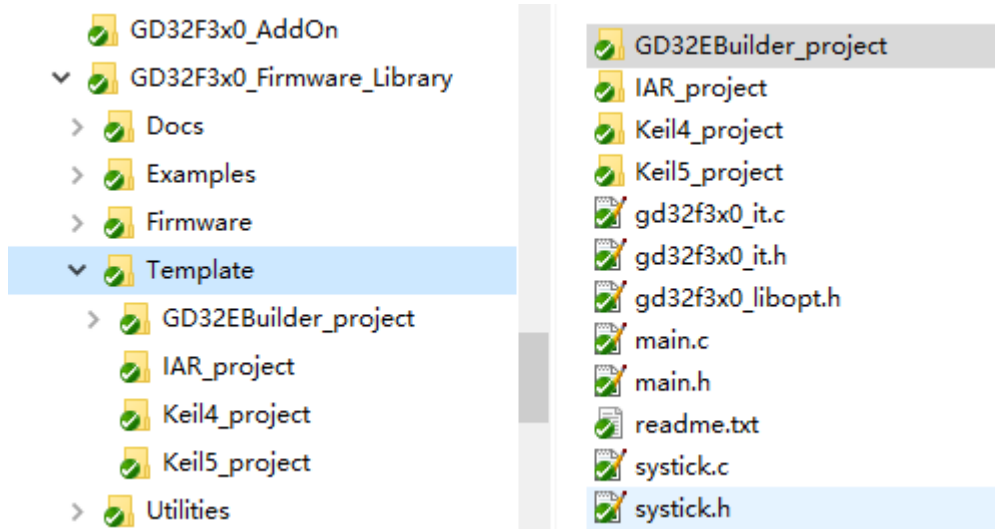 GD32F3x0_AddOn
GD32F3x0_Firmware_Library
Docs
Examples
Firmware
Template
GD32EBuilder_project
IAR_project
Keil4_project
Keil5_project
Utilities
GD32EBuilder_project
IAR_project
Keil4_project
Keil5_project
gd32f3x0_it.c
gd32f3x0_it.h
gd32f3x0_libopt.h
main.c
main.h
readme.txt
systick.c
systick.h